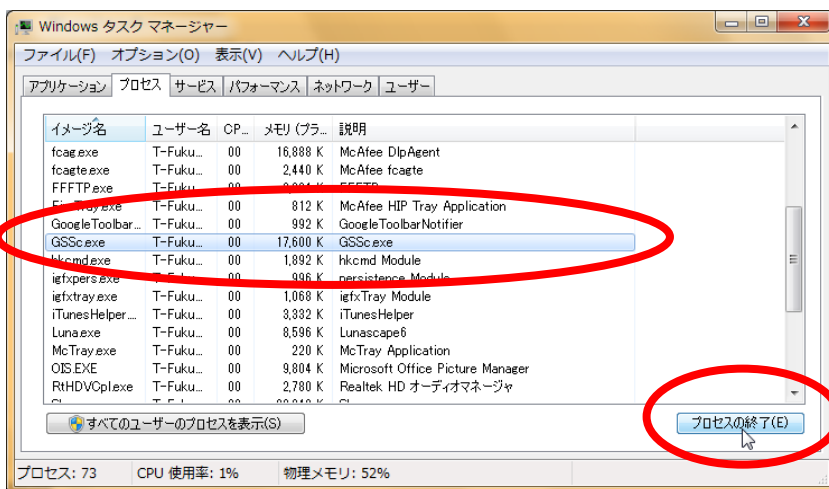 Windows タスク マネージャー
ファイル(F) オプション(O) 表示(V) ヘルプ(H)
アプリケーション プロセス サービス パフォーマンス ネットワーク ユーザー
イメージ名 ユーザー名 CP... メモリ (プラ... 説明
fcag.exe T-Fuku... 00 16,888 K McAfee DlpAgent
fcagte.exe T-Fuku... 00 2,440 K McAfee fcagte
FFFTP.exe T-Fuku... 00 K FFFTP
T-Fuku... 00 812 K McAfee HIP Tray Application
GoogleToolbar... T-Fuku... 00 992 K GoogleToolbarNotifier
GSSc.exe T-Fuku... 00 17,600 K GSSc.exe
hkcmd.exe T-Fuku... 00 1,892 K hkcmd Module
igfxpers.exe T-Fuku... 00 996 K persistence Module
igfxtray.exe T-Fuku... 00 1,068 K igfxTray Module
iTunesHelper.... T-Fuku... 00 3,332 K iTunesHelper
Luna.exe T-Fuku... 00 8,596 K Lunascape6
McTray.exe T-Fuku... 00 220 K McTray Application
OIS.EXE T-Fuku... 00 9,804 K Microsoft Office Picture Manager
RtHDVCpl.exe T-Fuku... 00 2,780 K Realtek HD オーディオマネージャ
すべてのユーザーのプロセスを表示(S) プロセスの終了(E)
プロセス: 73 CPU 使用率: 1% 物理メモリ: 52%